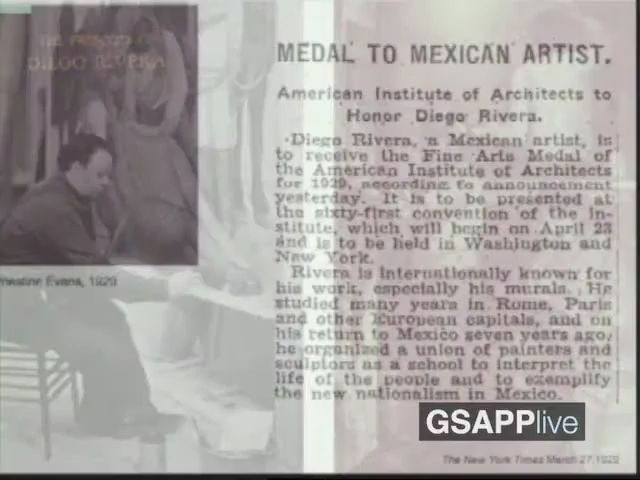 THE FRESCOES OF
DIEGO RIVERA
Ernestine Evans, 1929
MEDAL TO MEXICAN ARTIST.
American Institute of Architects to
Honor Diego Rivera.
Diego Rivera, a Mexican artist, is
to receive the Fine Arts Medal of
the American Institute of Architects
for 1929, according to announcement
yesterday. It is to be presented at
the sixty-first convention of the In-
stitute, which will begin on April 23
and is to be held in Washington and
New York.
Rivera is internationally known for
his work, especially his murals. He
studied many years in Rome, Paris
and other European capitals, and on
his return to Mexico seven years ago,
he organized a union of painters and
sculptors as a school to interpret the
life of the people and to exemplify
the new nationalism in Mexico.
GSAPPlive
The New York Times March 27, 1929